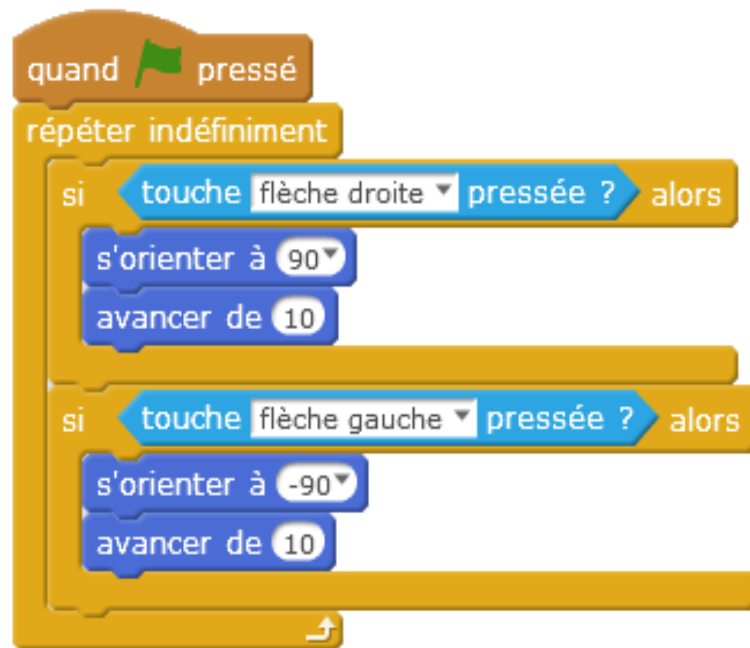 quand pressé
répéter indéfiniment
si touche flèche droite pressée ? alors
s'orienter à 90
avancer de 10
si touche flèche gauche pressée ? alors
s'orienter à -90
avancer de 10